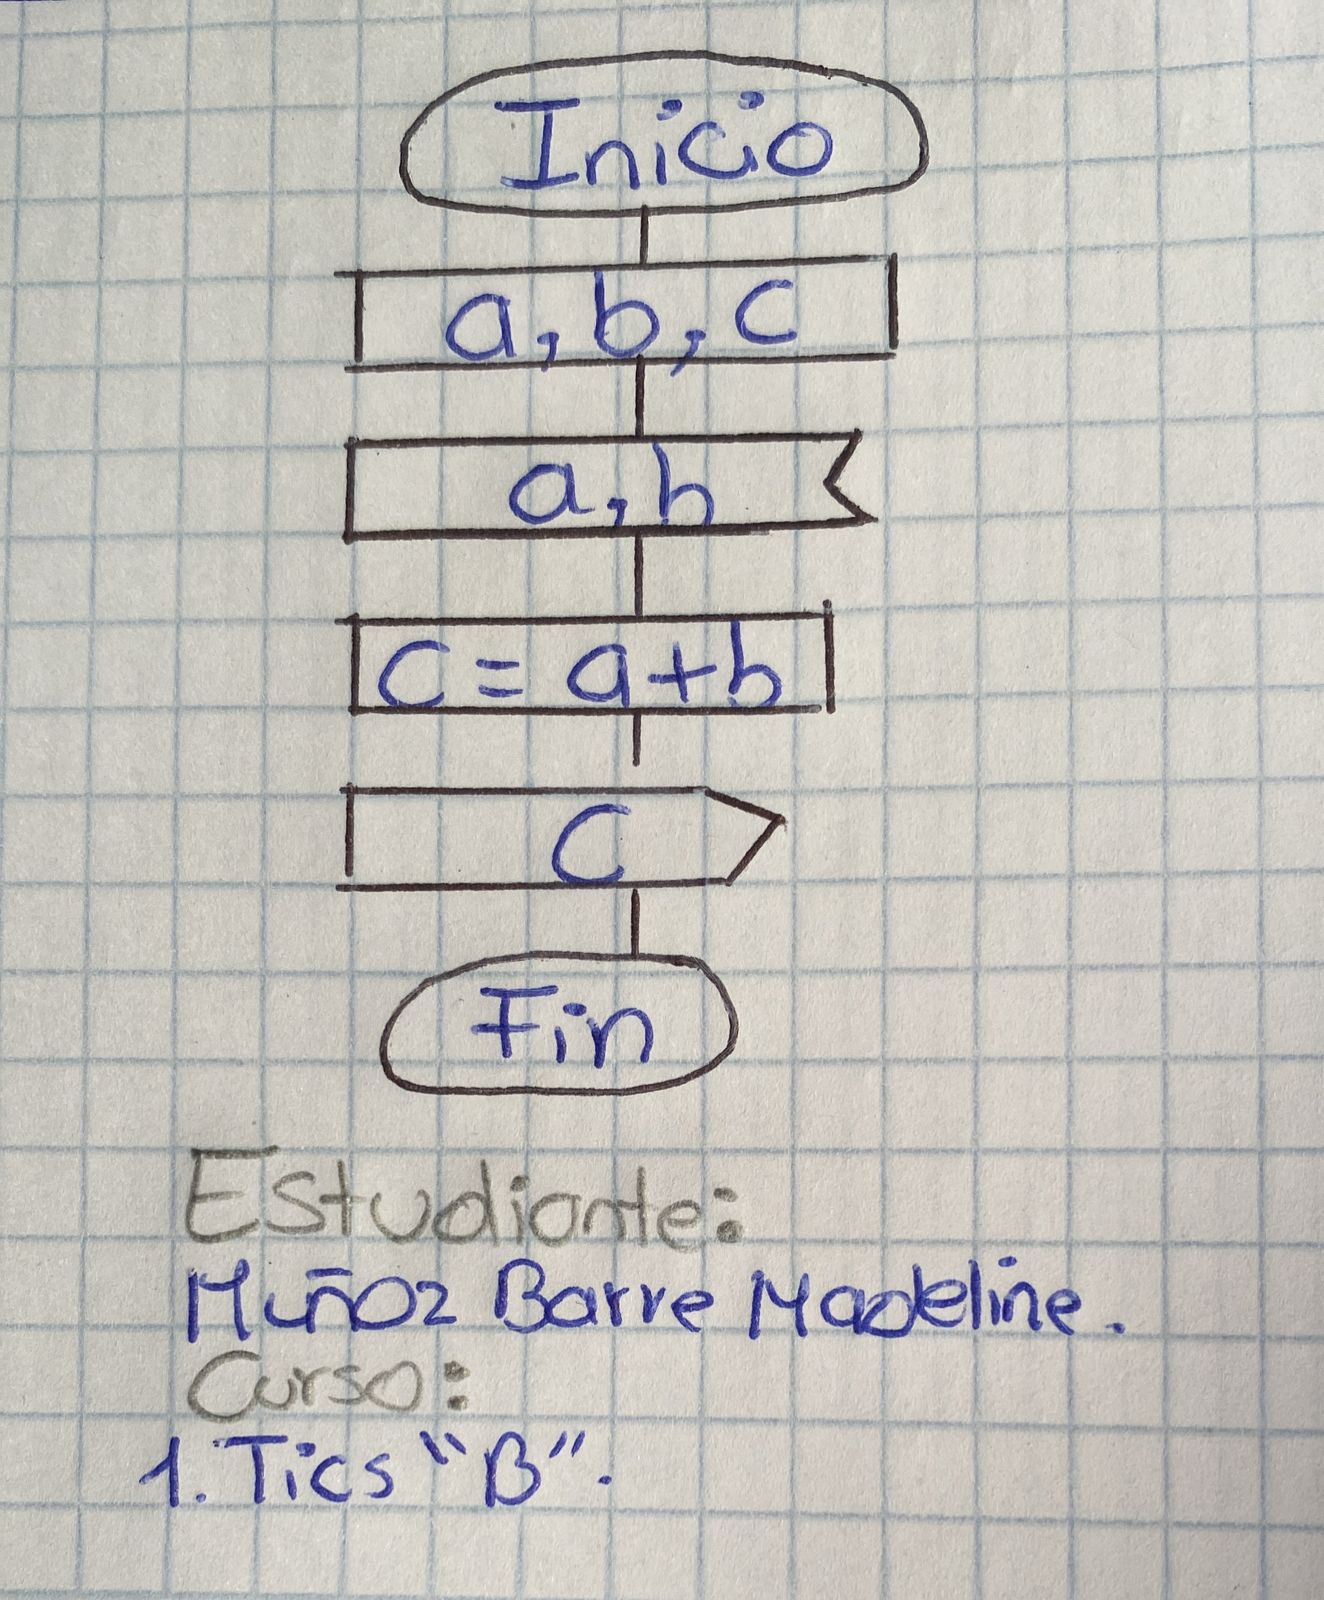 Inicio
a, b, c
a, b
c = a+b
c
Fin
Estudiante:
Muñoz Barre Madeline.
Curso:
1. Tics "B".